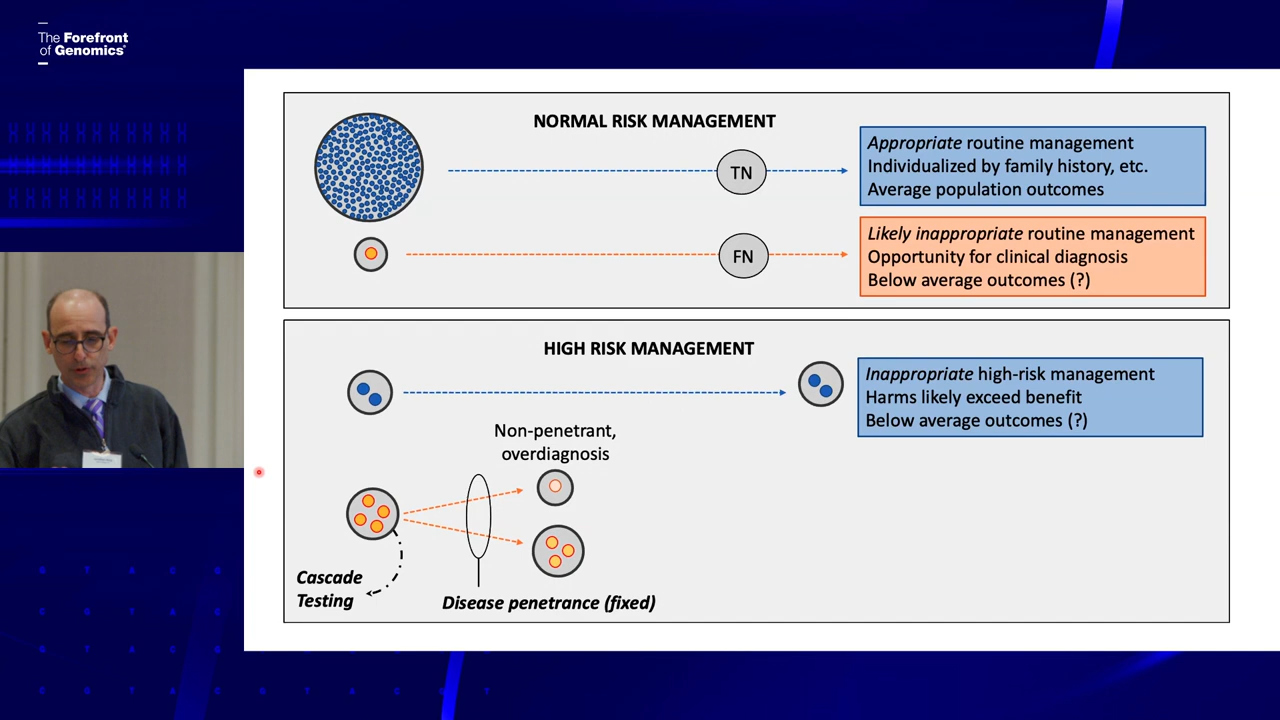 The Forefront
of Genomics®
NORMAL RISK MANAGEMENT
TN
Appropriate routine management
Individualized by family history, etc.
Average population outcomes
FN
Likely inappropriate routine management
Opportunity for clinical diagnosis
Below average outcomes (?)
HIGH RISK MANAGEMENT
Inappropriate high-risk management
Harms likely exceed benefit
Below average outcomes (?)
Non-penetrant,
overdiagnosis
Cascade
Testing
Disease penetrance (fixed)